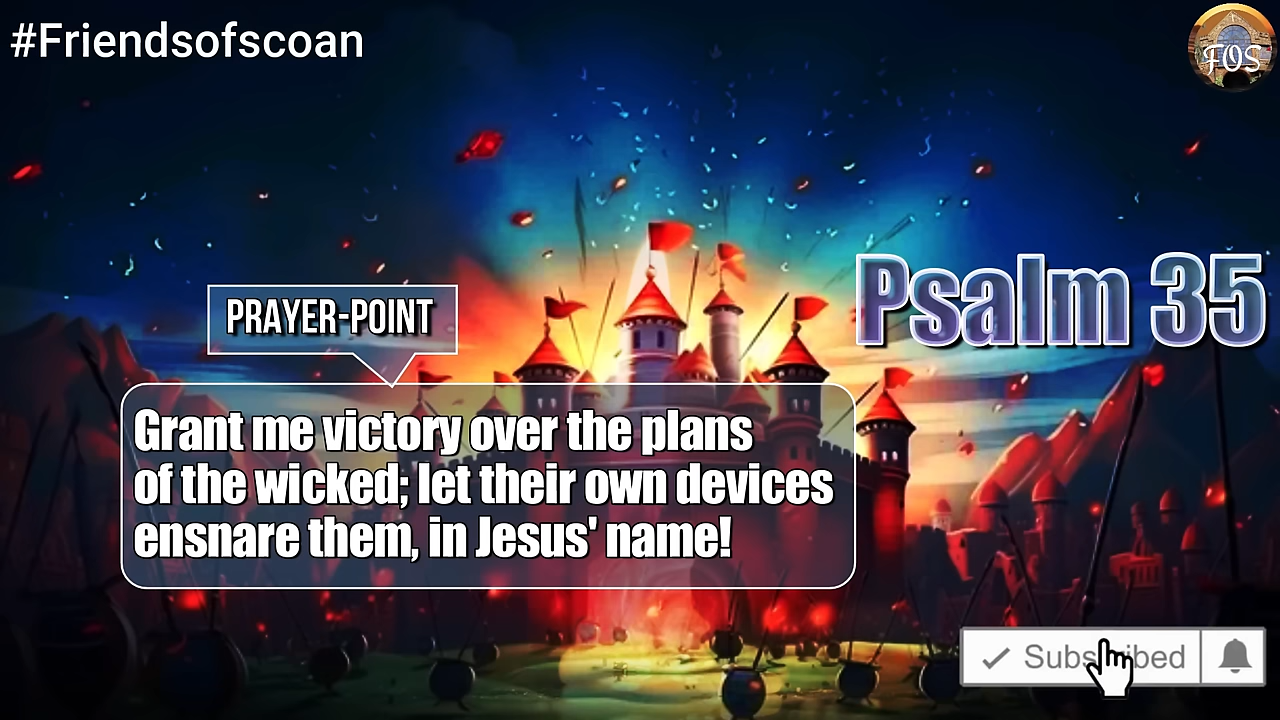 #Friendsofscoan
FOS
Psalm 35
PRAYER-POINT
Grant me victory over the plans
of the wicked; let their own devices
ensnare them, in Jesus' name!
Subscribed